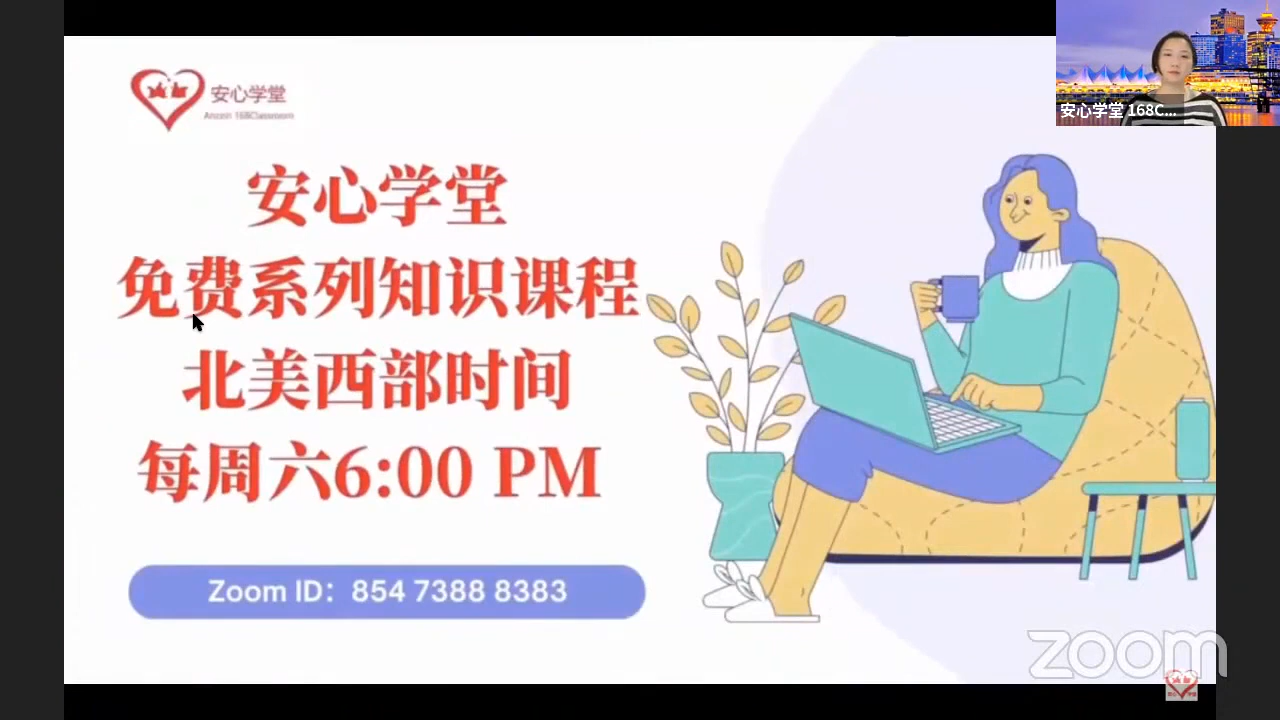 安心学堂
Anxin 168Classroom
安心学堂 168C...
安心学堂
免费系列知识课程
北美西部时间
每周六6:00 PM
Zoom ID：854 7388 8383
zoom